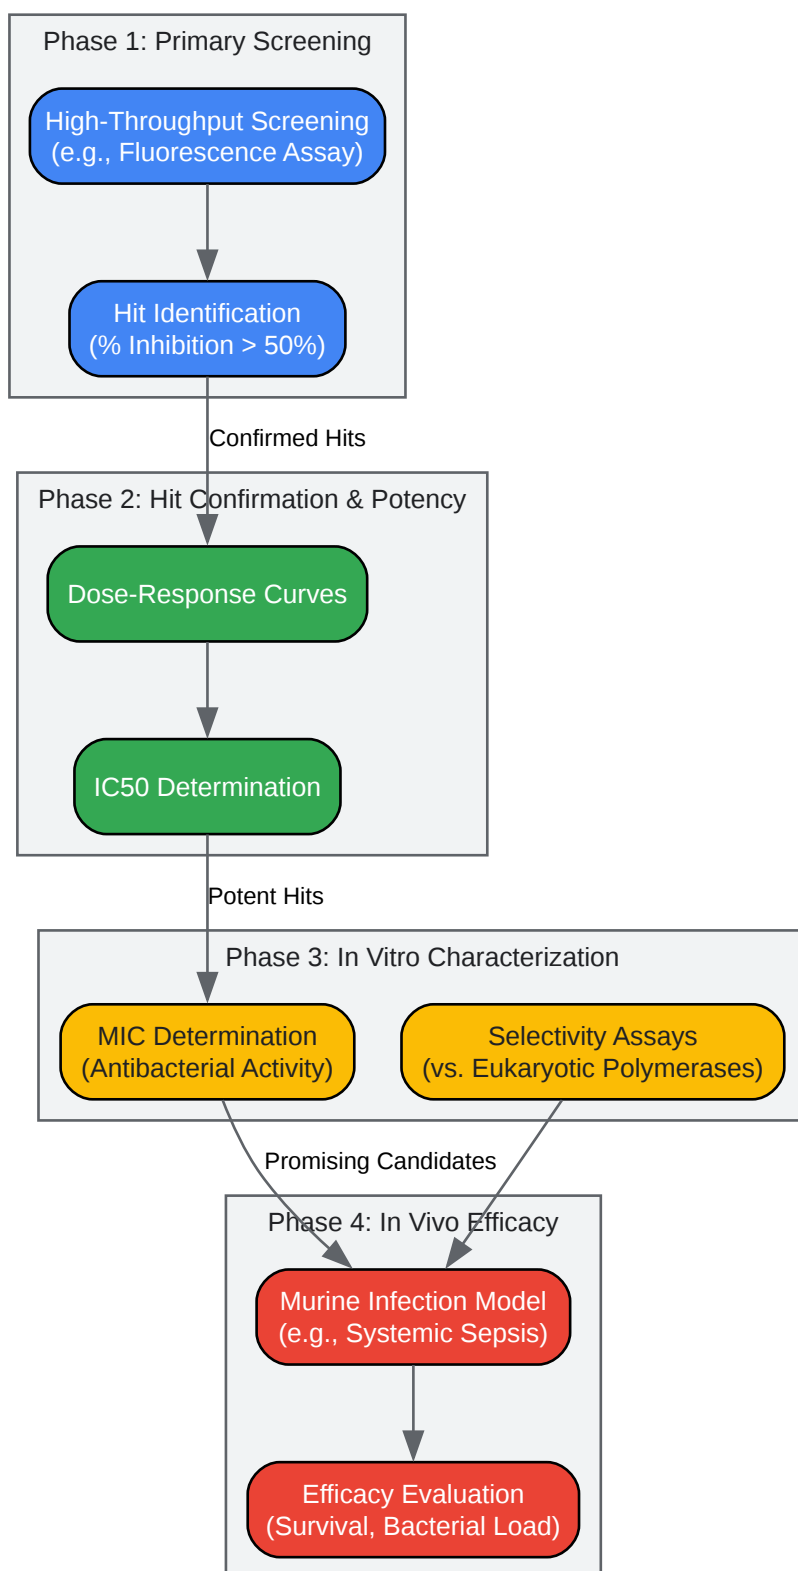 Phase 1: Primary Screening
High-Throughput Screening
(e.g., Fluorescence Assay)
Hit Identification
(% Inhibition > 50%)
Confirmed Hits
Phase 2: Hit Confirmation & Potency
Dose-Response Curves
IC50 Determination
Potent Hits
Phase 3: In Vitro Characterization
MIC Determination
(Antibacterial Activity)
Selectivity Assays
(vs. Eukaryotic Polymerases)
Promising Candidates
Phase 4: In Vivo Efficacy
Murine Infection Model
(e.g., Systemic Sepsis)
Efficacy Evaluation
(Survival, Bacterial Load)